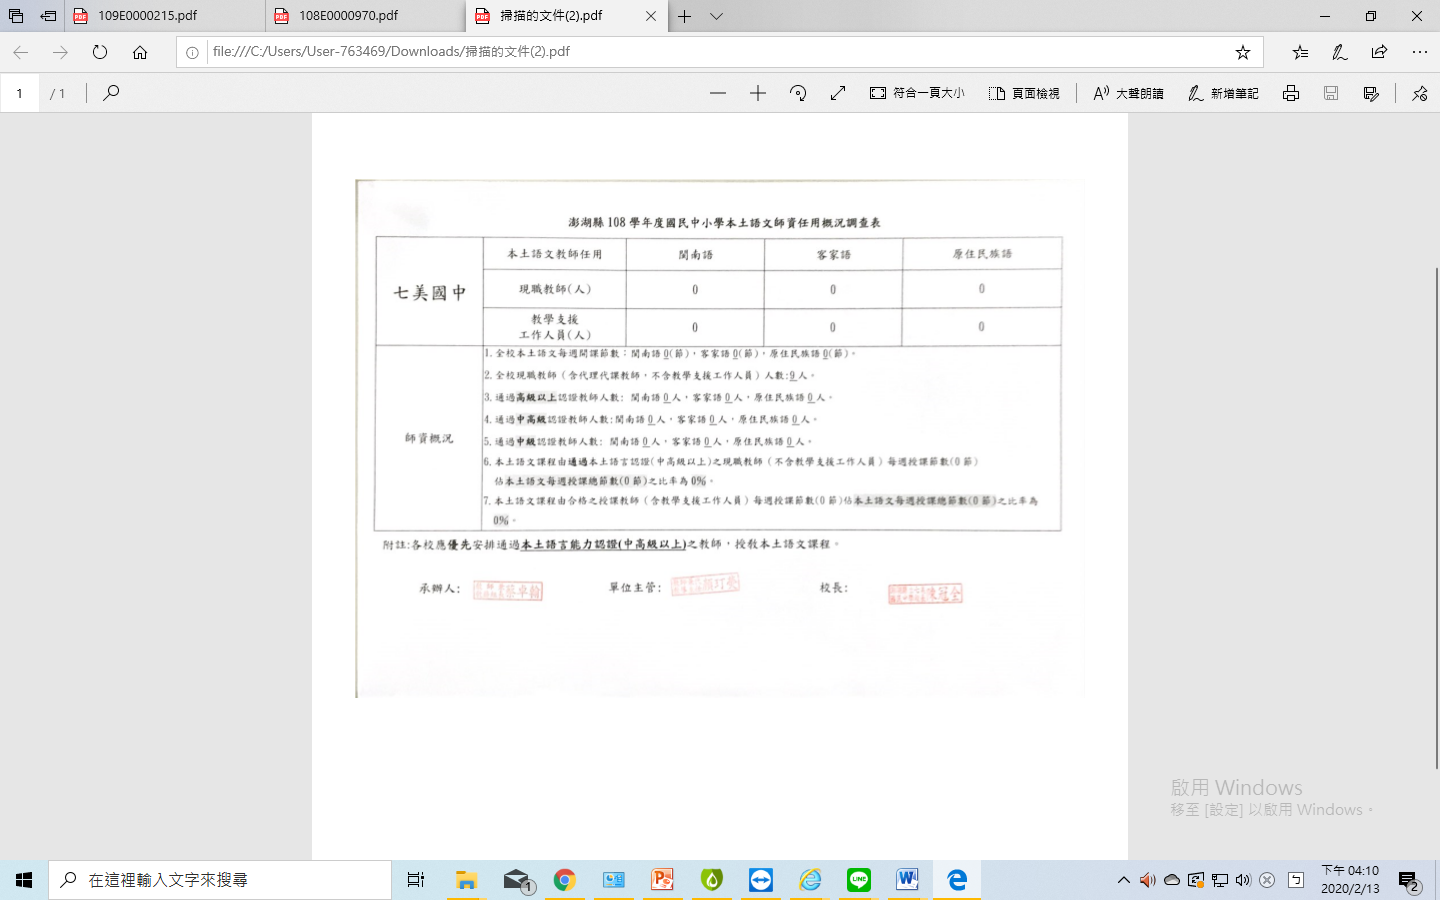 109E0000215.pdf
108E0000970.pdf
掃描的文件(2).pdf
file:///C:/Users/User-763469/Downloads/掃描的文件(2).pdf
1 / 1
符合一頁大小
頁面檢視
大聲朗讀
新增筆記
澎湖縣 108 學年度國民中小學本土語文師資任用概況調查表
七美國中
本土語文教師任用 閩南語 客家語 原住民族語
現職教師(人) 0 0 0
教學支援
工作人員(人) 0 0 0
師資概況
1.全校本土語文每週開課節數：閩南語 0(節)，客家語 0(節)，原住民族語 0(節)。
2.全校現職教師（含代理代課教師，不含教學支援工作人員）人數:9人。
3.通過高級以上認證教師人數: 閩南語 0 人，客家語 0 人，原住民族語 0 人。
4.通過中高級認證教師人數:閩南語 0 人，客家語 0 人，原住民族語 0 人。
5.通過中級認證教師人數: 閩南語 0 人，客家語 0 人，原住民族語 0 人。
6.本土語文課程由通過本土語言認證(中高級以上)之現職教師（不含教學支援工作人員）每週授課節數(0 節)
佔本土語文每週授課總節數(0 節)之比率為 0%。
7.本土語文課程由合格之授課教師（含教學支援工作人員）每週授課節數(0 節)佔本土語文每週授課總節數(0 節)之比率為
0%。
附註:各校應優先安排通過本土語言能力認證(中高級以上)之教師，授教本土語文課程。
承辦人:
單位主管:
校長:
陳冠全
啟用 Windows
移至 [設定] 以啟用 Windows。
在這裡輸入文字來搜尋
1
LINE
下午 04:10
2020/2/13
2